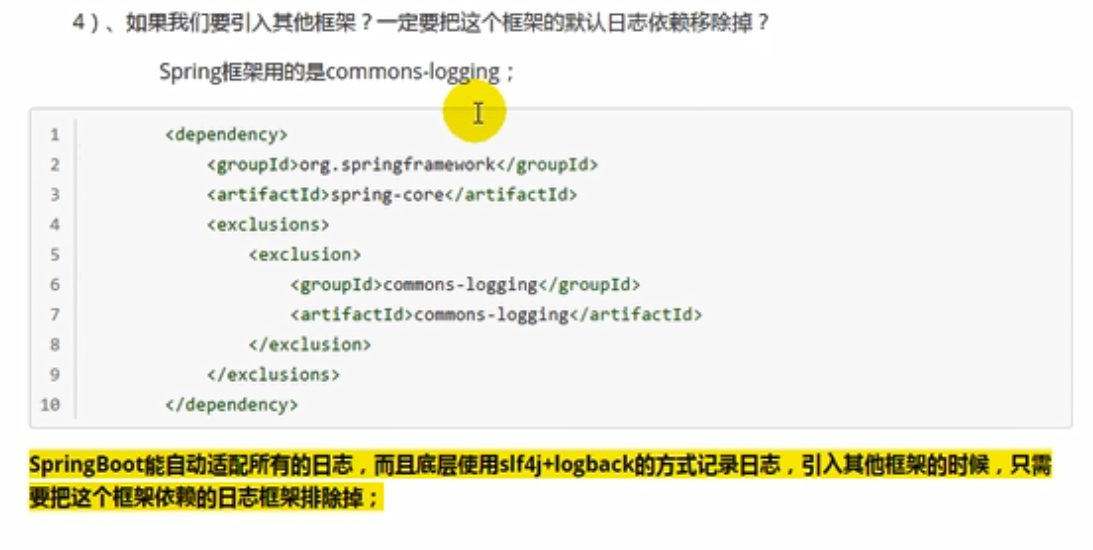 4）、如果我们要引入其他框架？一定要把这个框架的默认日志依赖移除掉？
Spring框架用的是commons-logging；
1 <dependency>
2 <groupId>org.springframework</groupId>
3 <artifactId>spring-core</artifactId>
4 <exclusions>
5 <exclusion>
6 <groupId>commons-logging</groupId>
7 <artifactId>commons-logging</artifactId>
8 </exclusion>
9 </exclusions>
10 </dependency>
SpringBoot能自动适配所有的日志，而且底层使用slf4j+logback的方式记录日志，引入其他框架的时候，只需
要把这个框架依赖的日志框架排除掉；